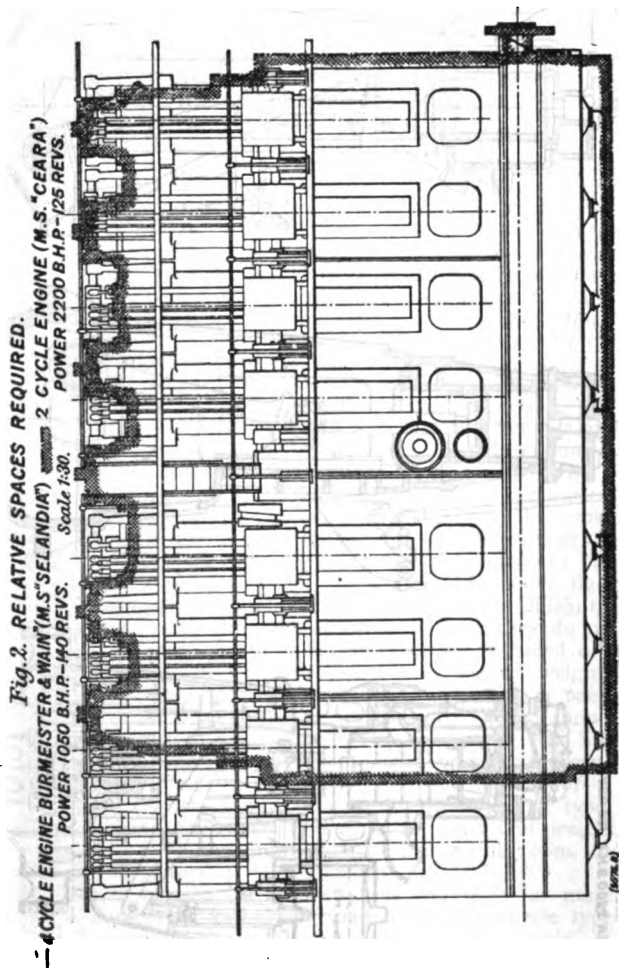 Fig.2. RELATIVE SPACES REQUIRED.
4 CYCLE ENGINE BURMEISTER & WAIN (M.S "SELANDIA") 2 CYCLE ENGINE (M.S. "CEARA")
POWER 1050 B.H.P.-140 REVS. POWER 2200 B.H.P.-125 REVS.
Scale 1:30.